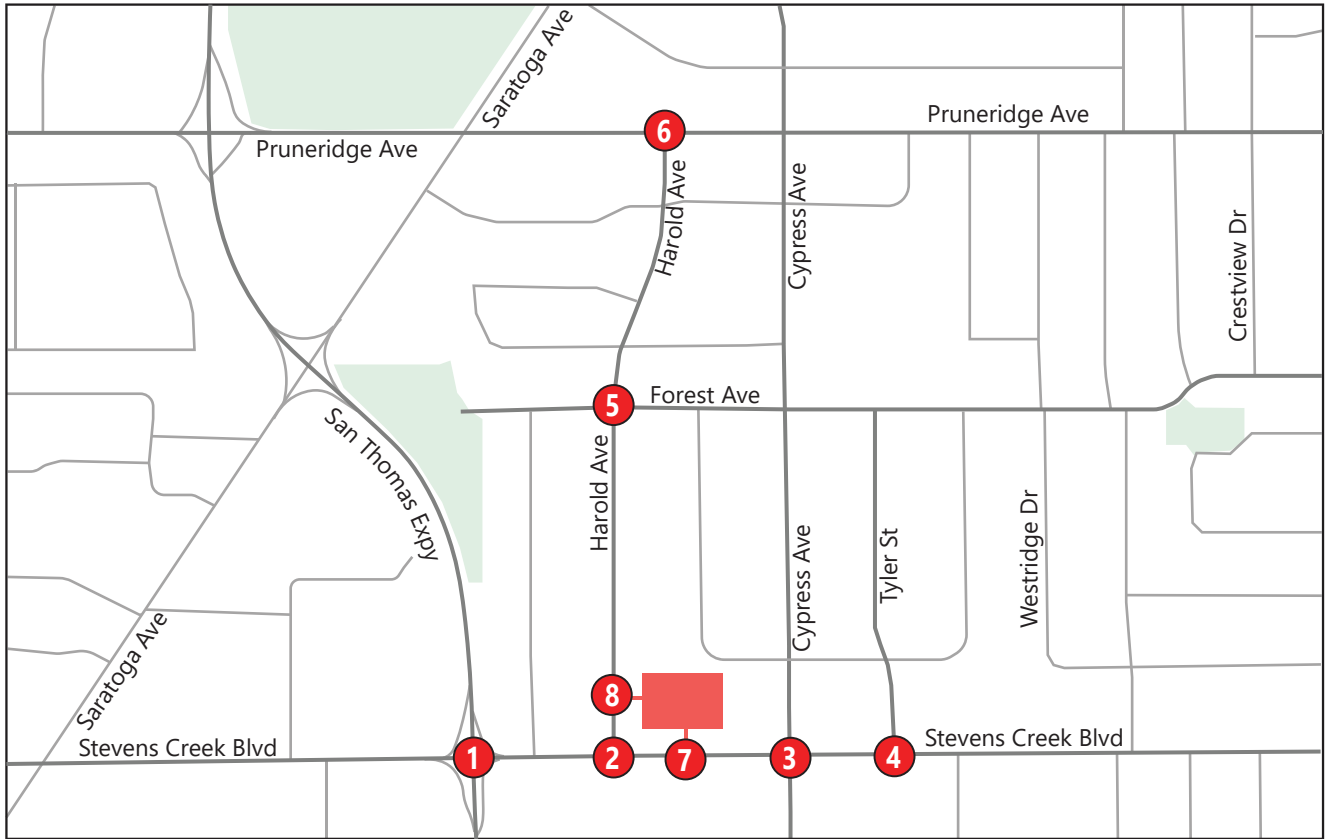 Saratoga Ave
Pruneridge Ave
6
Pruneridge Ave
Harold Ave
Cypress Ave
Crestview Dr
5
Forest Ave
San Thomas Expy
Harold Ave
Cypress Ave
Tyler St
Westridge Dr
Saratoga Ave
8
Stevens Creek Blvd
1
2
7
3
4
Stevens Creek Blvd